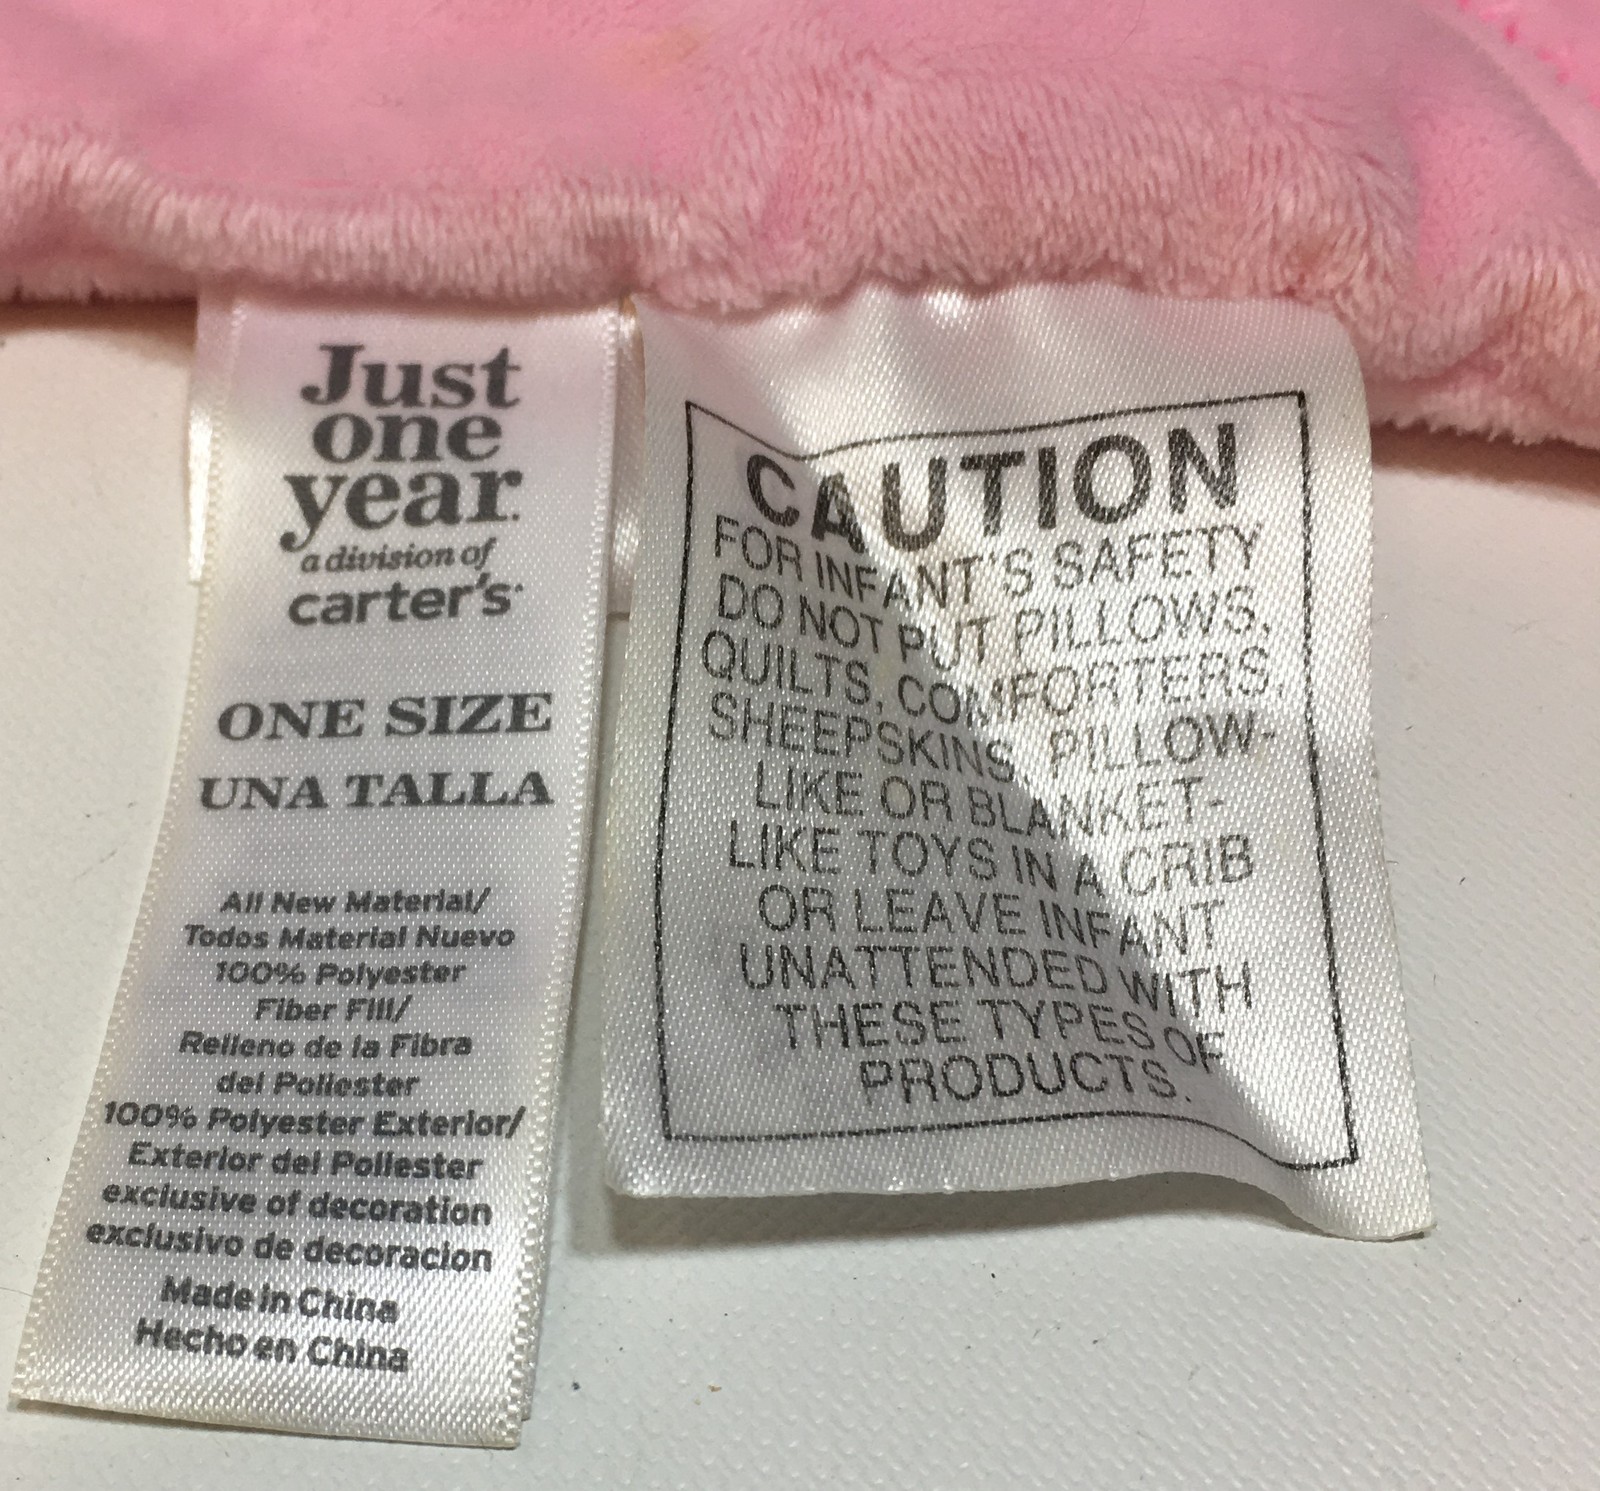 Just
one
year.
a division of
carter's
ONE SIZE
UNA TALLA
All New Material/
Todos Material Nuevo
100% Polyester
Fiber Fill/
Relleno de la Fibra
del Poliester
100% Polyester Exterior/
Exterior del Poliester
exclusive of decoration
exclusivo de decoracion
Made in China
Hecho en China
CAUTION
FOR INFANT'S SAFETY
DO NOT PUT PILLOWS,
QUILTS, COMFORTERS,
SHEEPSKINS, PILLOW-
LIKE OR BLANKET-
LIKE TOYS IN A CRIB
OR LEAVE INFANT
UNATTENDED WITH
THESE TYPES OF
PRODUCTS.